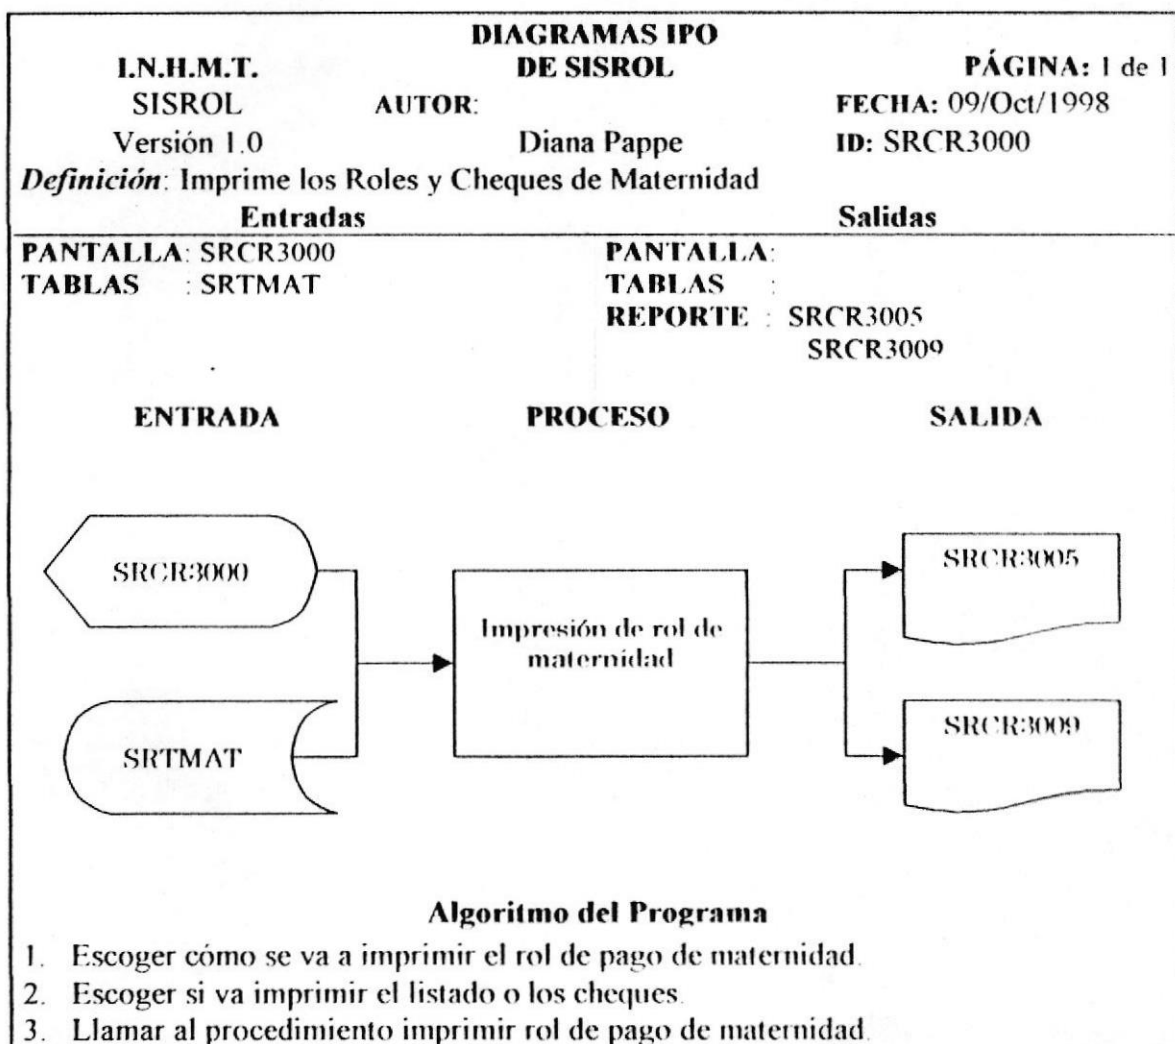 DIAGRAMAS IPO
I.N.H.M.T. DE SISROL PÁGINA: 1 de 1
SISROL AUTOR: FECHA: 09/Oct/1998
Versión 1.0 Diana Pappe ID: SRCR3000
Definición: Imprime los Roles y Cheques de Maternidad
Entradas Salidas
PANTALLA: SRCR3000 PANTALLA:
TABLAS : SRTMAT TABLAS :
REPORTE : SRCR3005
SRCR3009
ENTRADA PROCESO SALIDA
SRCR3000 SRCR3005
Impresión de rol de
maternidad
SRTMAT SRCR3009
Algoritmo del Programa
1. Escoger cómo se va a imprimir el rol de pago de maternidad.
2. Escoger si va imprimir el listado o los cheques.
3. Llamar al procedimiento imprimir rol de pago de maternidad.